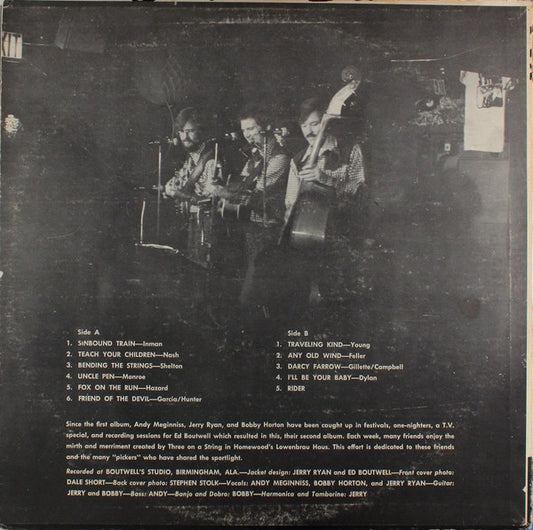 XIT
Side A
1. SINBOUND TRAIN—Inman
2. TEACH YOUR CHILDREN—Nash
3. BENDING THE STRINGS—Shelton
4. UNCLE PEN—Monroe
5. FOX ON THE RUN—Hazard
6. FRIEND OF THE DEVIL—Garcia/Hunter
Side B
1. TRAVELING KIND—Young
2. ANY OLD WIND—Feller
3. DARCY FARROW—Gillette/Campbell
4. I'LL BE YOUR BABY—Dylan
5. RIDER
Since the first album, Andy Meginniss, Jerry Ryan, and Bobby Horton have been caught up in festivals, one-nighters, a T.V.
special, and recording sessions for Ed Boutwell which resulted in this, their second album. Each week, many friends enjoy the
mirth and merriment created by Three on a String in Homewood's Lowenbrau Haus. This effort is dedicated to these friends
and the many "pickers" who have shared the spotlight.
Recorded at BOUTWELL'S STUDIO, BIRMINGHAM, ALA.—Jacket design: JERRY RYAN and ED BOUTWELL—Front cover photo:
DALE SHORT—Back cover photo: STEPHEN STOLK—Vocals: ANDY MEGINNISS, BOBBY HORTON, and JERRY RYAN—Guitar:
JERRY and BOBBY—Bass: ANDY—Banjo and Dobro: BOBBY—Harmonica and Tamborine: JERRY